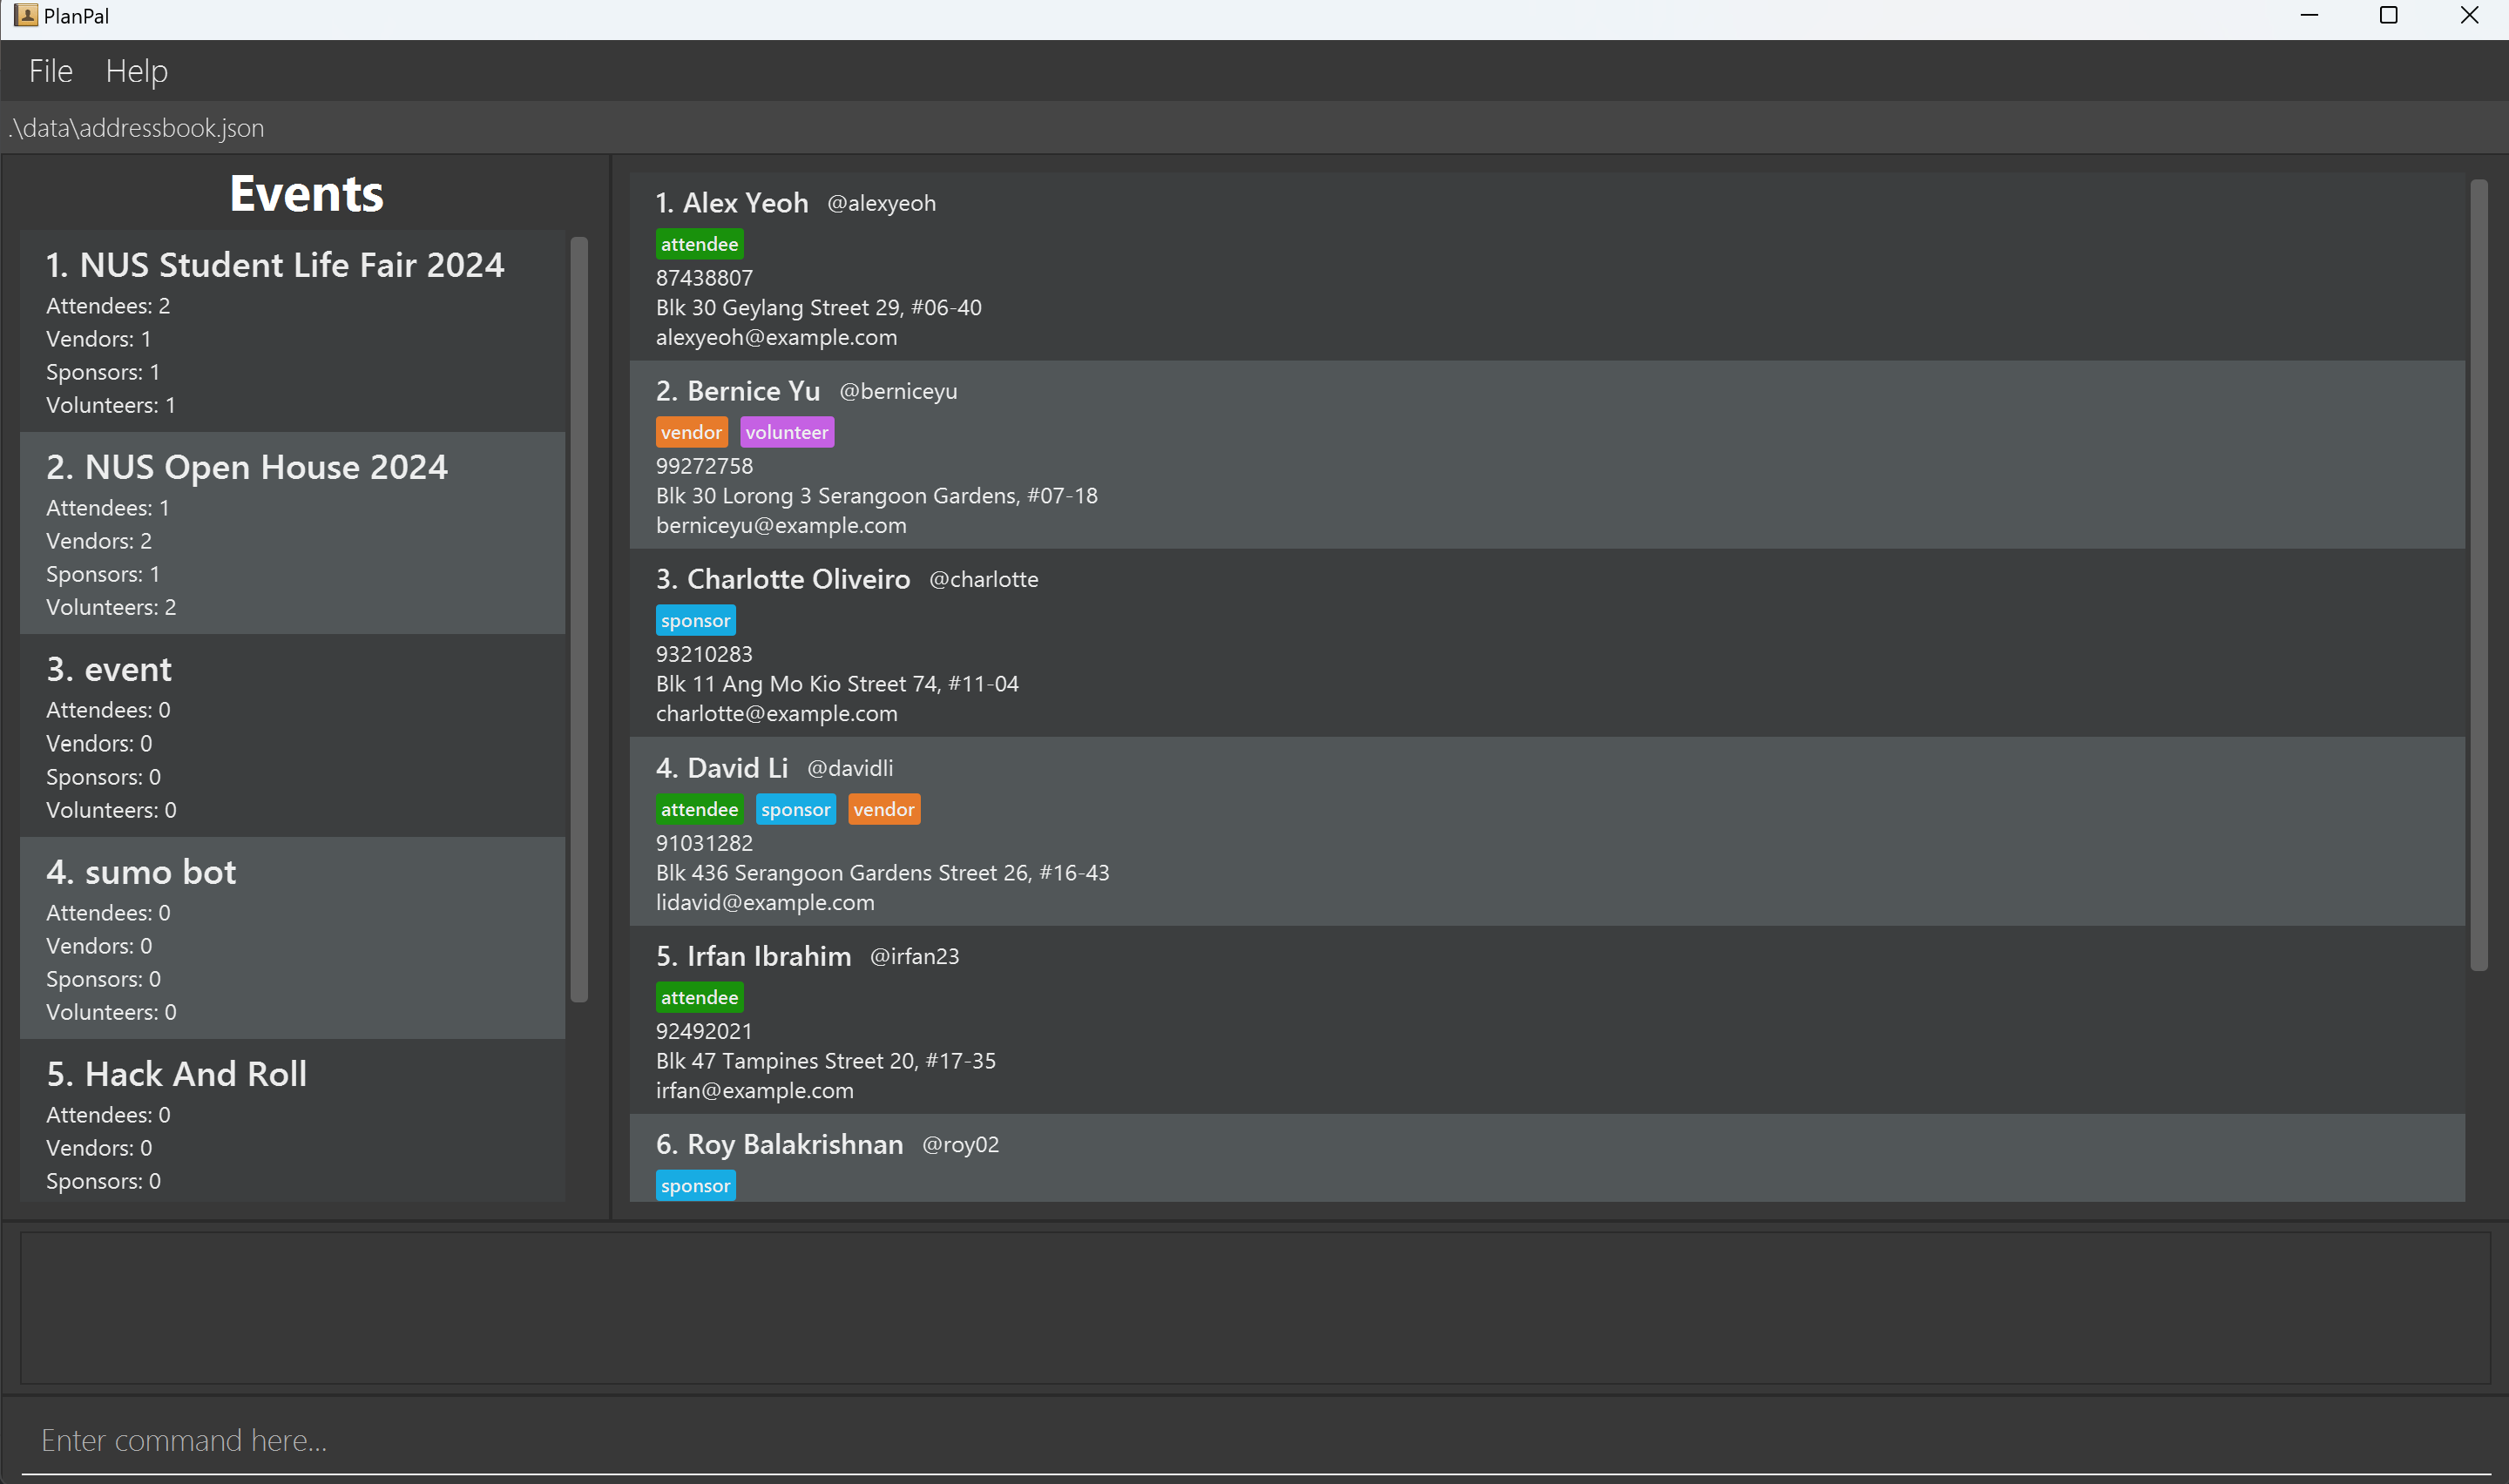 PlanPal
File Help
.\data\addressbook.json
Events
1. NUS Student Life Fair 2024
Attendees: 2
Vendors: 1
Sponsors: 1
Volunteers: 1
2. NUS Open House 2024
Attendees: 1
Vendors: 2
Sponsors: 1
Volunteers: 2
3. event
Attendees: 0
Vendors: 0
Sponsors: 0
Volunteers: 0
4. sumo bot
Attendees: 0
Vendors: 0
Sponsors: 0
Volunteers: 0
5. Hack And Roll
Attendees: 0
Vendors: 0
Sponsors: 0
1. Alex Yeoh @alexyeoh
attendee
87438807
Blk 30 Geylang Street 29, #06-40
alexyeoh@example.com
2. Bernice Yu @berniceyu
vendor volunteer
99272758
Blk 30 Lorong 3 Serangoon Gardens, #07-18
berniceyu@example.com
3. Charlotte Oliveiro @charlotte
sponsor
93210283
Blk 11 Ang Mo Kio Street 74, #11-04
charlotte@example.com
4. David Li @davidli
attendee sponsor vendor
91031282
Blk 436 Serangoon Gardens Street 26, #16-43
lidavid@example.com
5. Irfan Ibrahim @irfan23
attendee
92492021
Blk 47 Tampines Street 20, #17-35
irfan@example.com
6. Roy Balakrishnan @roy02
sponsor
Enter command here...